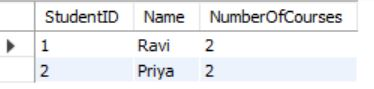 StudentID Name NumberOfCourses
1 Ravi 2
2 Priya 2